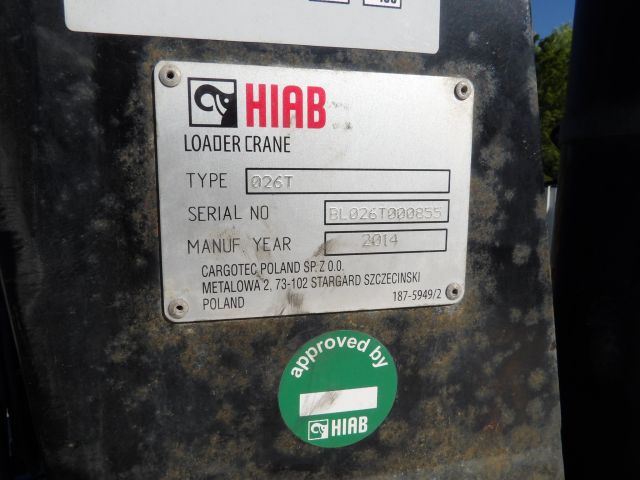 HIAB
LOADER CRANE
TYPE 026T
SERIAL NO BL026T000855
MANUF. YEAR 2014
CARGOTEC POLAND SP. Z O.O.
METALOWA 2, 73-102 STARGARD SZCZECINSKI
POLAND 187-5949/2
approved by
HIAB